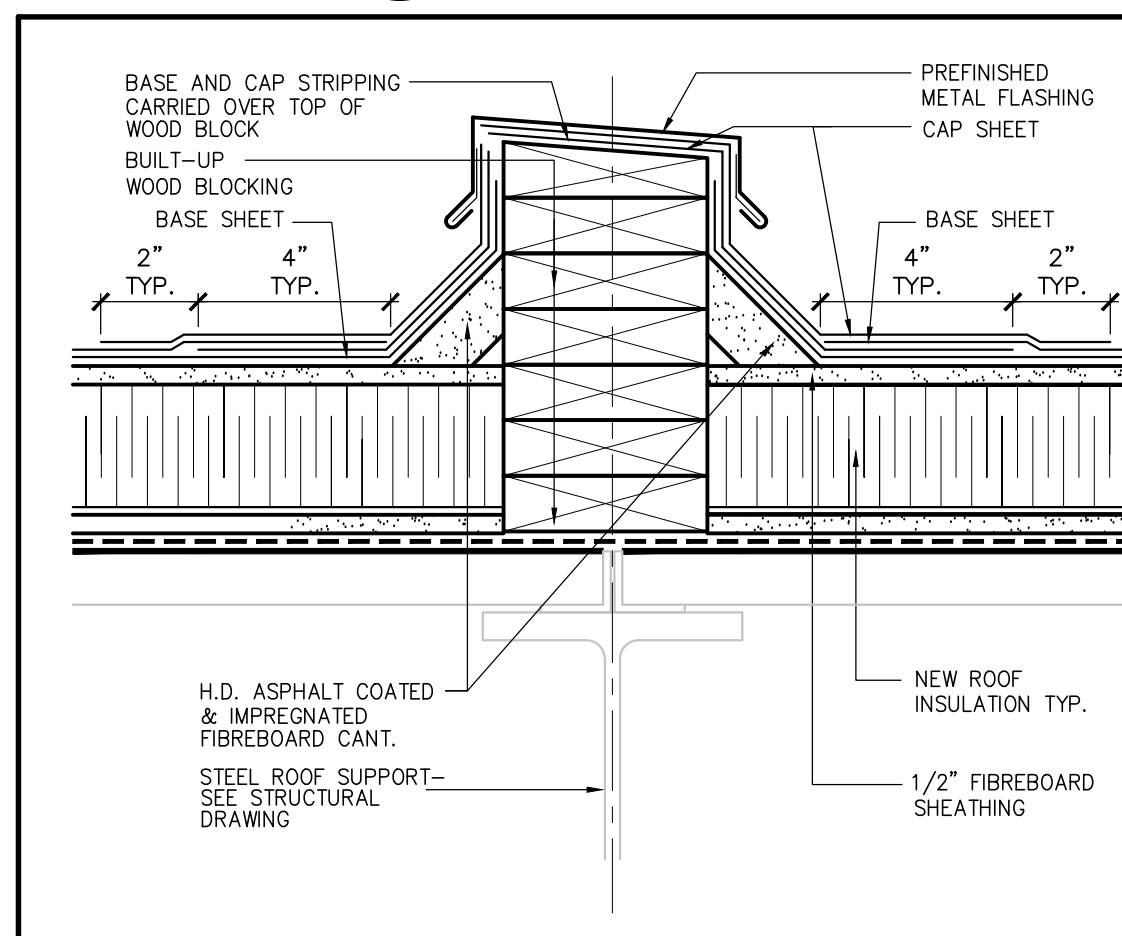 BASE AND CAP STRIPPING
CARRIED OVER TOP OF
WOOD BLOCK
BUILT-UP
WOOD BLOCKING
BASE SHEET
2”
TYP.
4”
TYP.
PREFINISHED
METAL FLASHING
CAP SHEET
BASE SHEET
4”
TYP.
2”
TYP.
H.D. ASPHALT COATED
& IMPREGNATED
FIBREBOARD CANT.
STEEL ROOF SUPPORT-
SEE STRUCTURAL
DRAWING
NEW ROOF
INSULATION TYP.
1/2” FIBREBOARD
SHEATHING